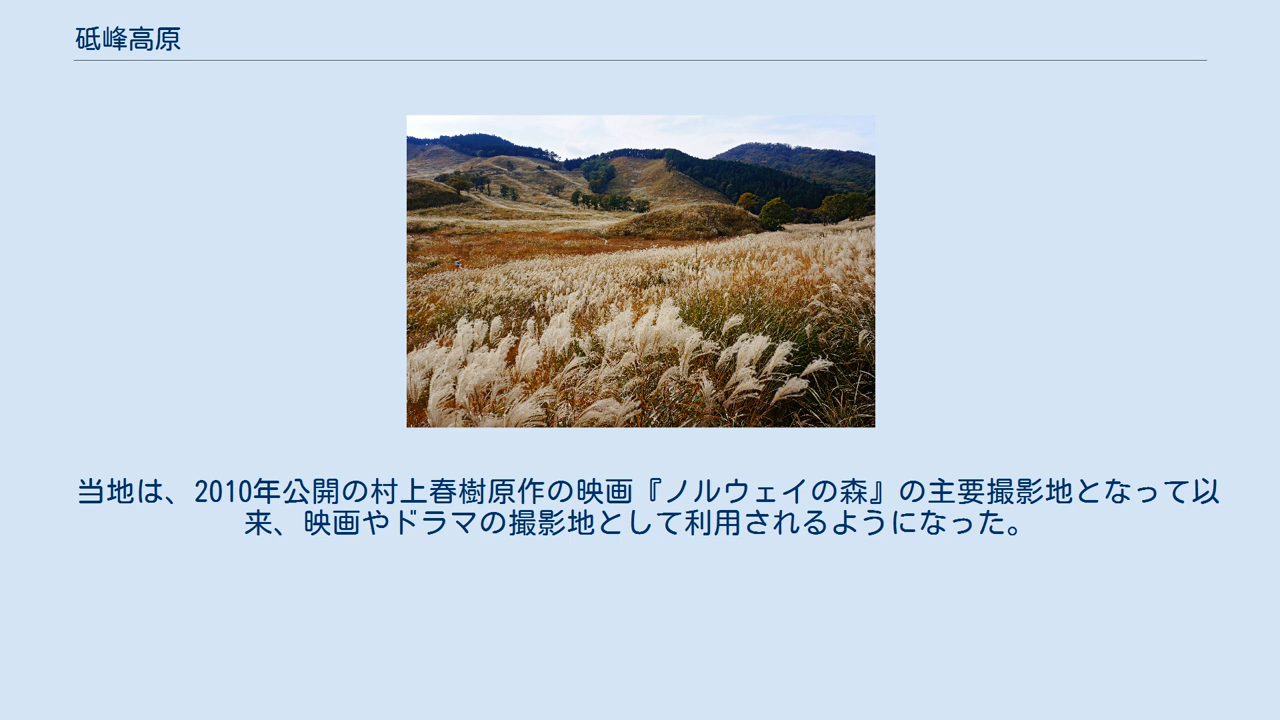 砥峰高原
当地は、2010年公開の村上春樹原作の映画『ノルウェイの森』の主要撮影地となって以
来、映画やドラマの撮影地として利用されるようになった。